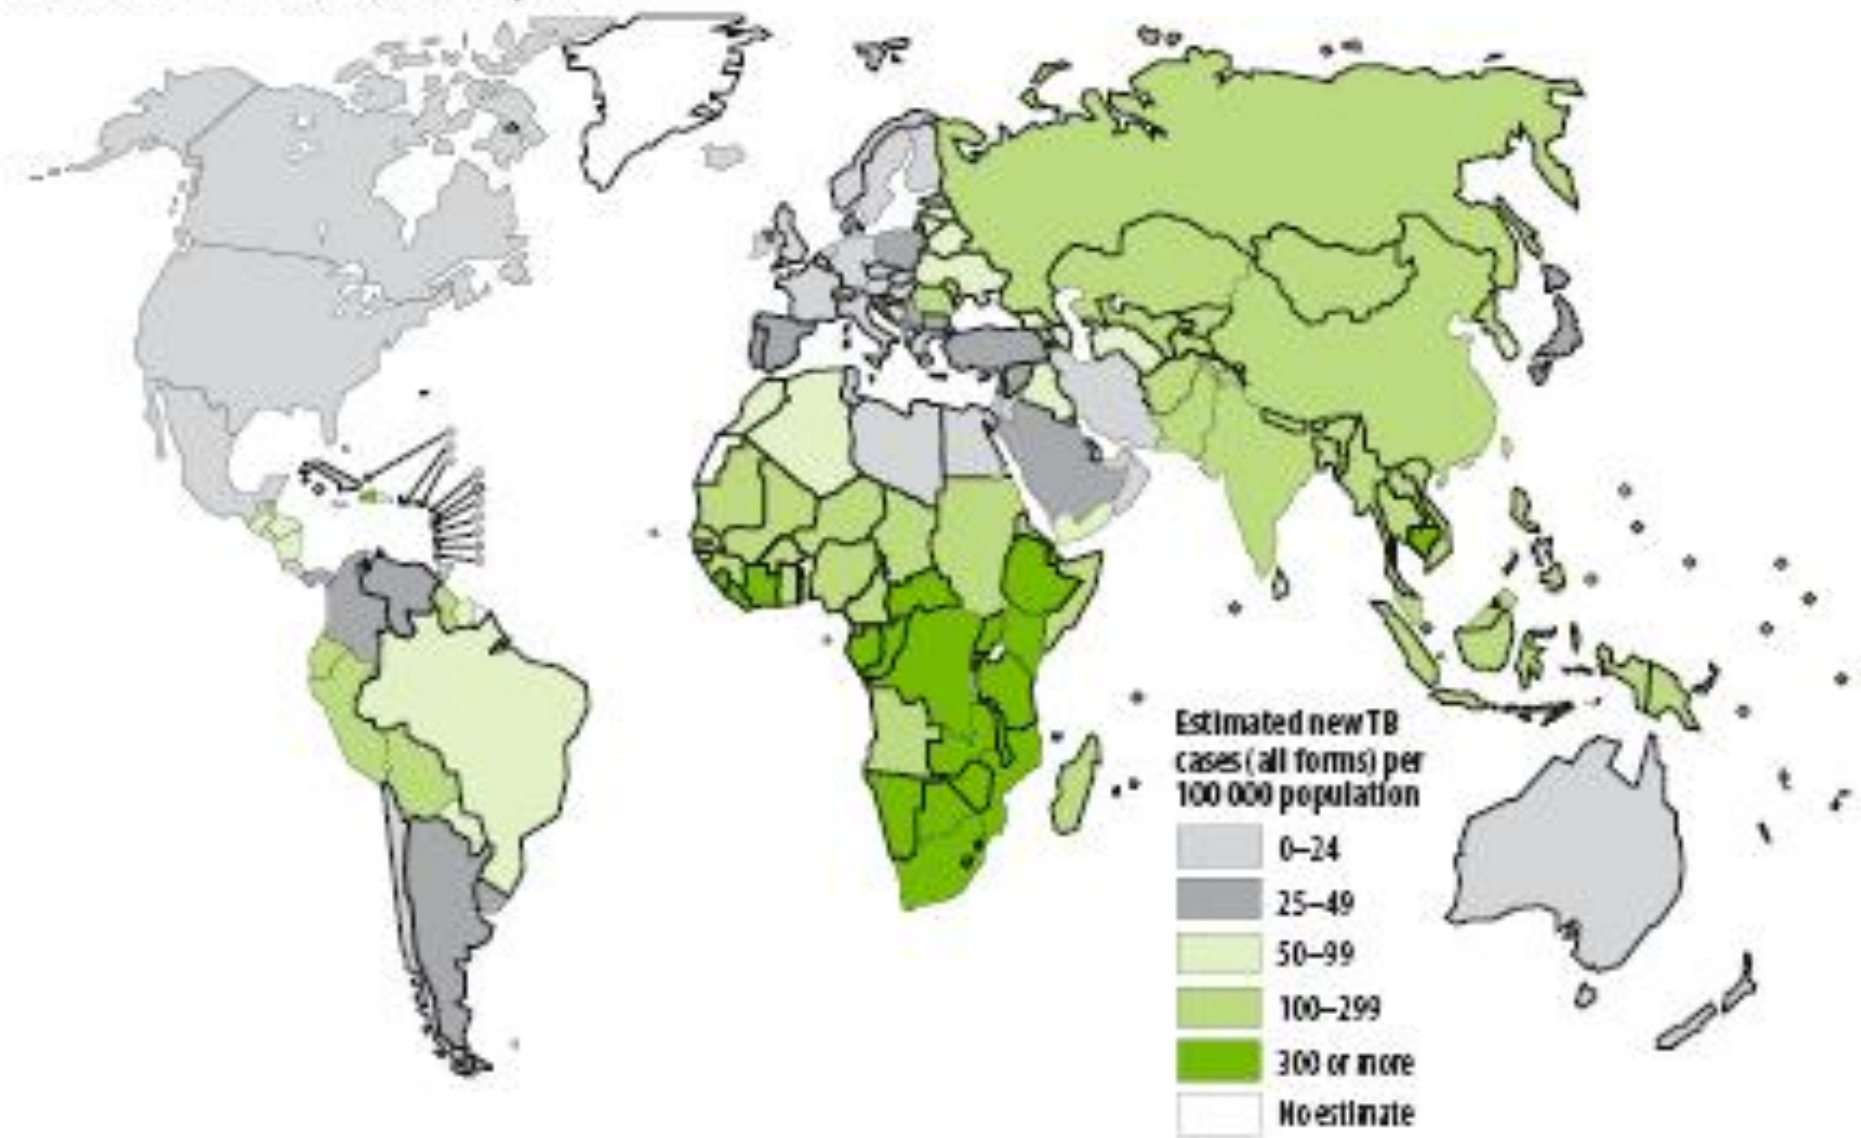 Estimated new TB
cases (all forms) per
100 000 population
0–24
25–49
50–99
100–299
300 or more
No estimate